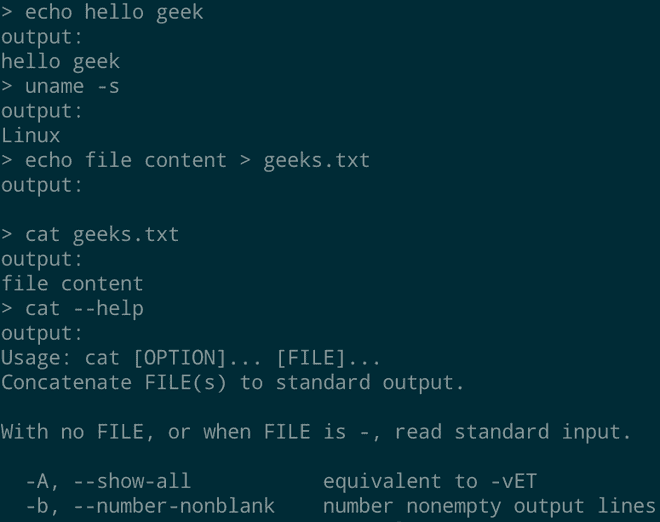 > echo hello geek
output:
hello geek
> uname -s
output:
Linux
> echo file content > geeks.txt
output:
> cat geeks.txt
output:
file content
> cat --help
output:
Usage: cat [OPTION]... [FILE]...
Concatenate FILE(s) to standard output.
With no FILE, or when FILE is -, read standard input.
-A, --show-all equivalent to -vET
-b, --number-nonblank number nonempty output lines